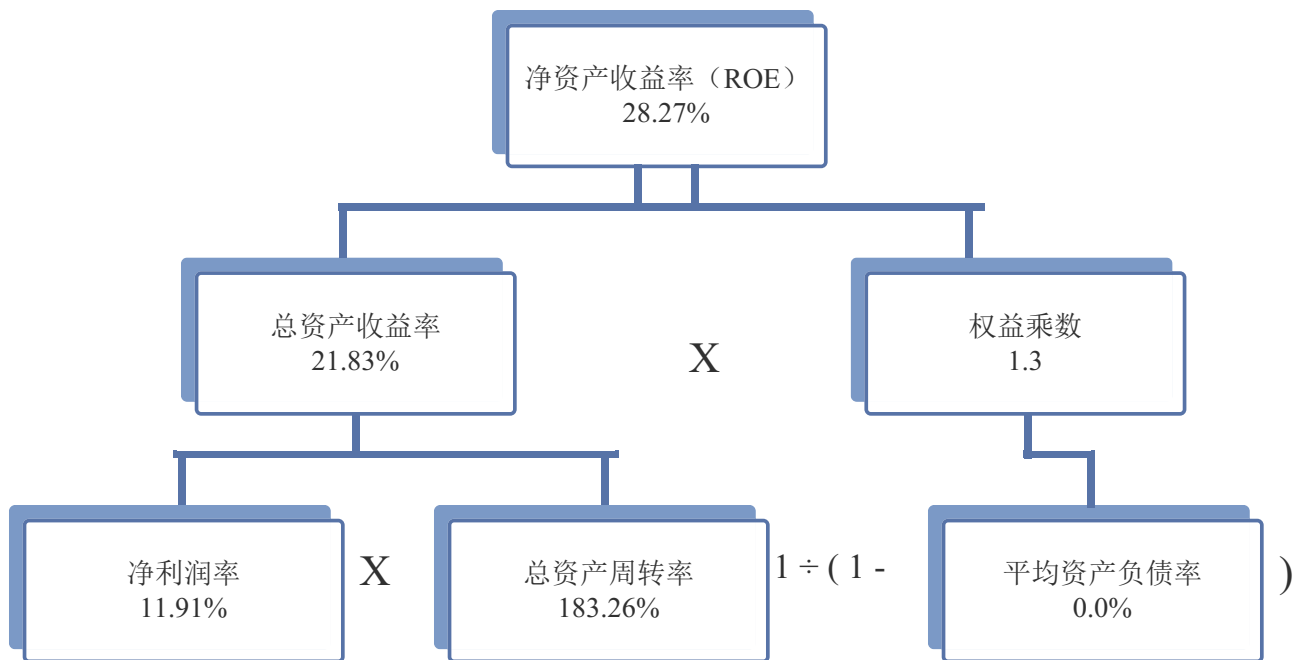 净资产收益率（ROE）
28.27%
总资产收益率
21.83%
X
权益乘数
1.3
净利润率
11.91%
X
总资产周转率
183.26%
1 ÷ ( 1 -
平均资产负债率
0.0%
)